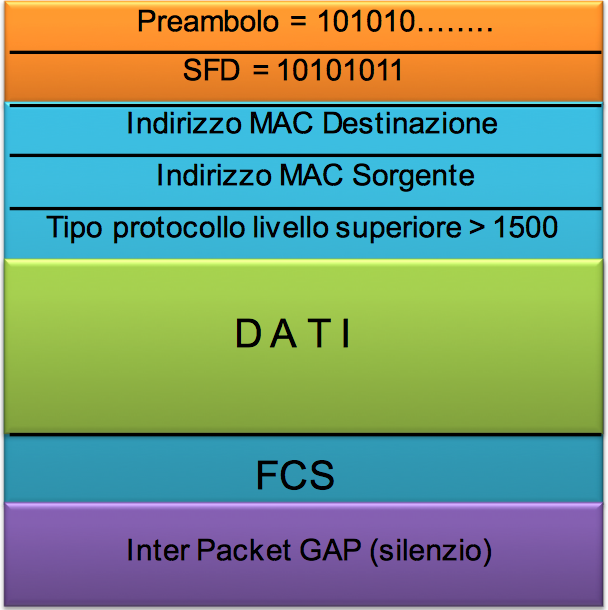 Preambolo = 101010........
SFD = 10101011
Indirizzo MAC Destinazione
Indirizzo MAC Sorgente
Tipo protocollo livello superiore > 1500
D A T I
FCS
Inter Packet GAP (silenzio)